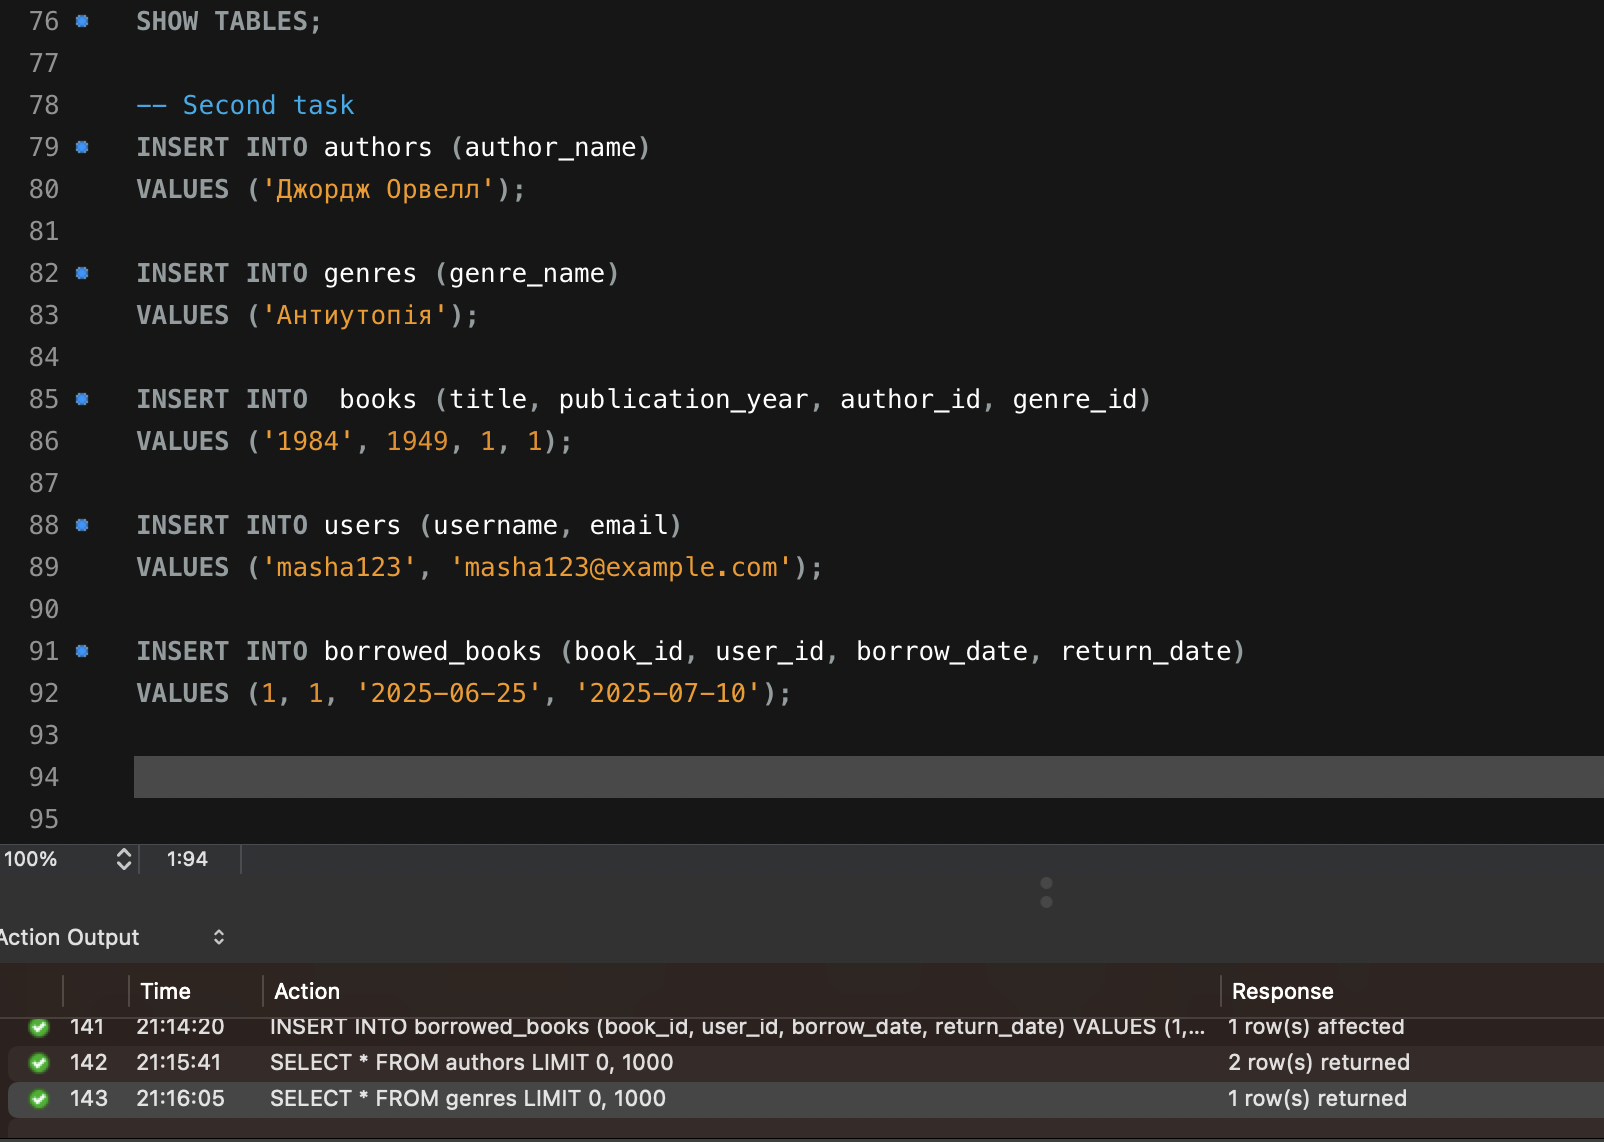 76 SHOW TABLES;
77
78 -- Second task
79 INSERT INTO authors (author_name)
80 VALUES ('Джордж Орвелл');
81
82 INSERT INTO genres (genre_name)
83 VALUES ('Антиутопія');
84
85 INSERT INTO  books (title, publication_year, author_id, genre_id)
86 VALUES ('1984', 1949, 1, 1);
87
88 INSERT INTO users (username, email)
89 VALUES ('masha123', 'masha123@example.com');
90
91 INSERT INTO borrowed_books (book_id, user_id, borrow_date, return_date)
92 VALUES (1, 1, '2025-06-25', '2025-07-10');
93
94
95
100% 1:94
Action Output
Time Action Response
141 21:14:20 INSERT INTO borrowed_books (book_id, user_id, borrow_date, return_date) VALUES (1,... 1 row(s) affected
142 21:15:41 SELECT * FROM authors LIMIT 0, 1000 2 row(s) returned
143 21:16:05 SELECT * FROM genres LIMIT 0, 1000 1 row(s) returned